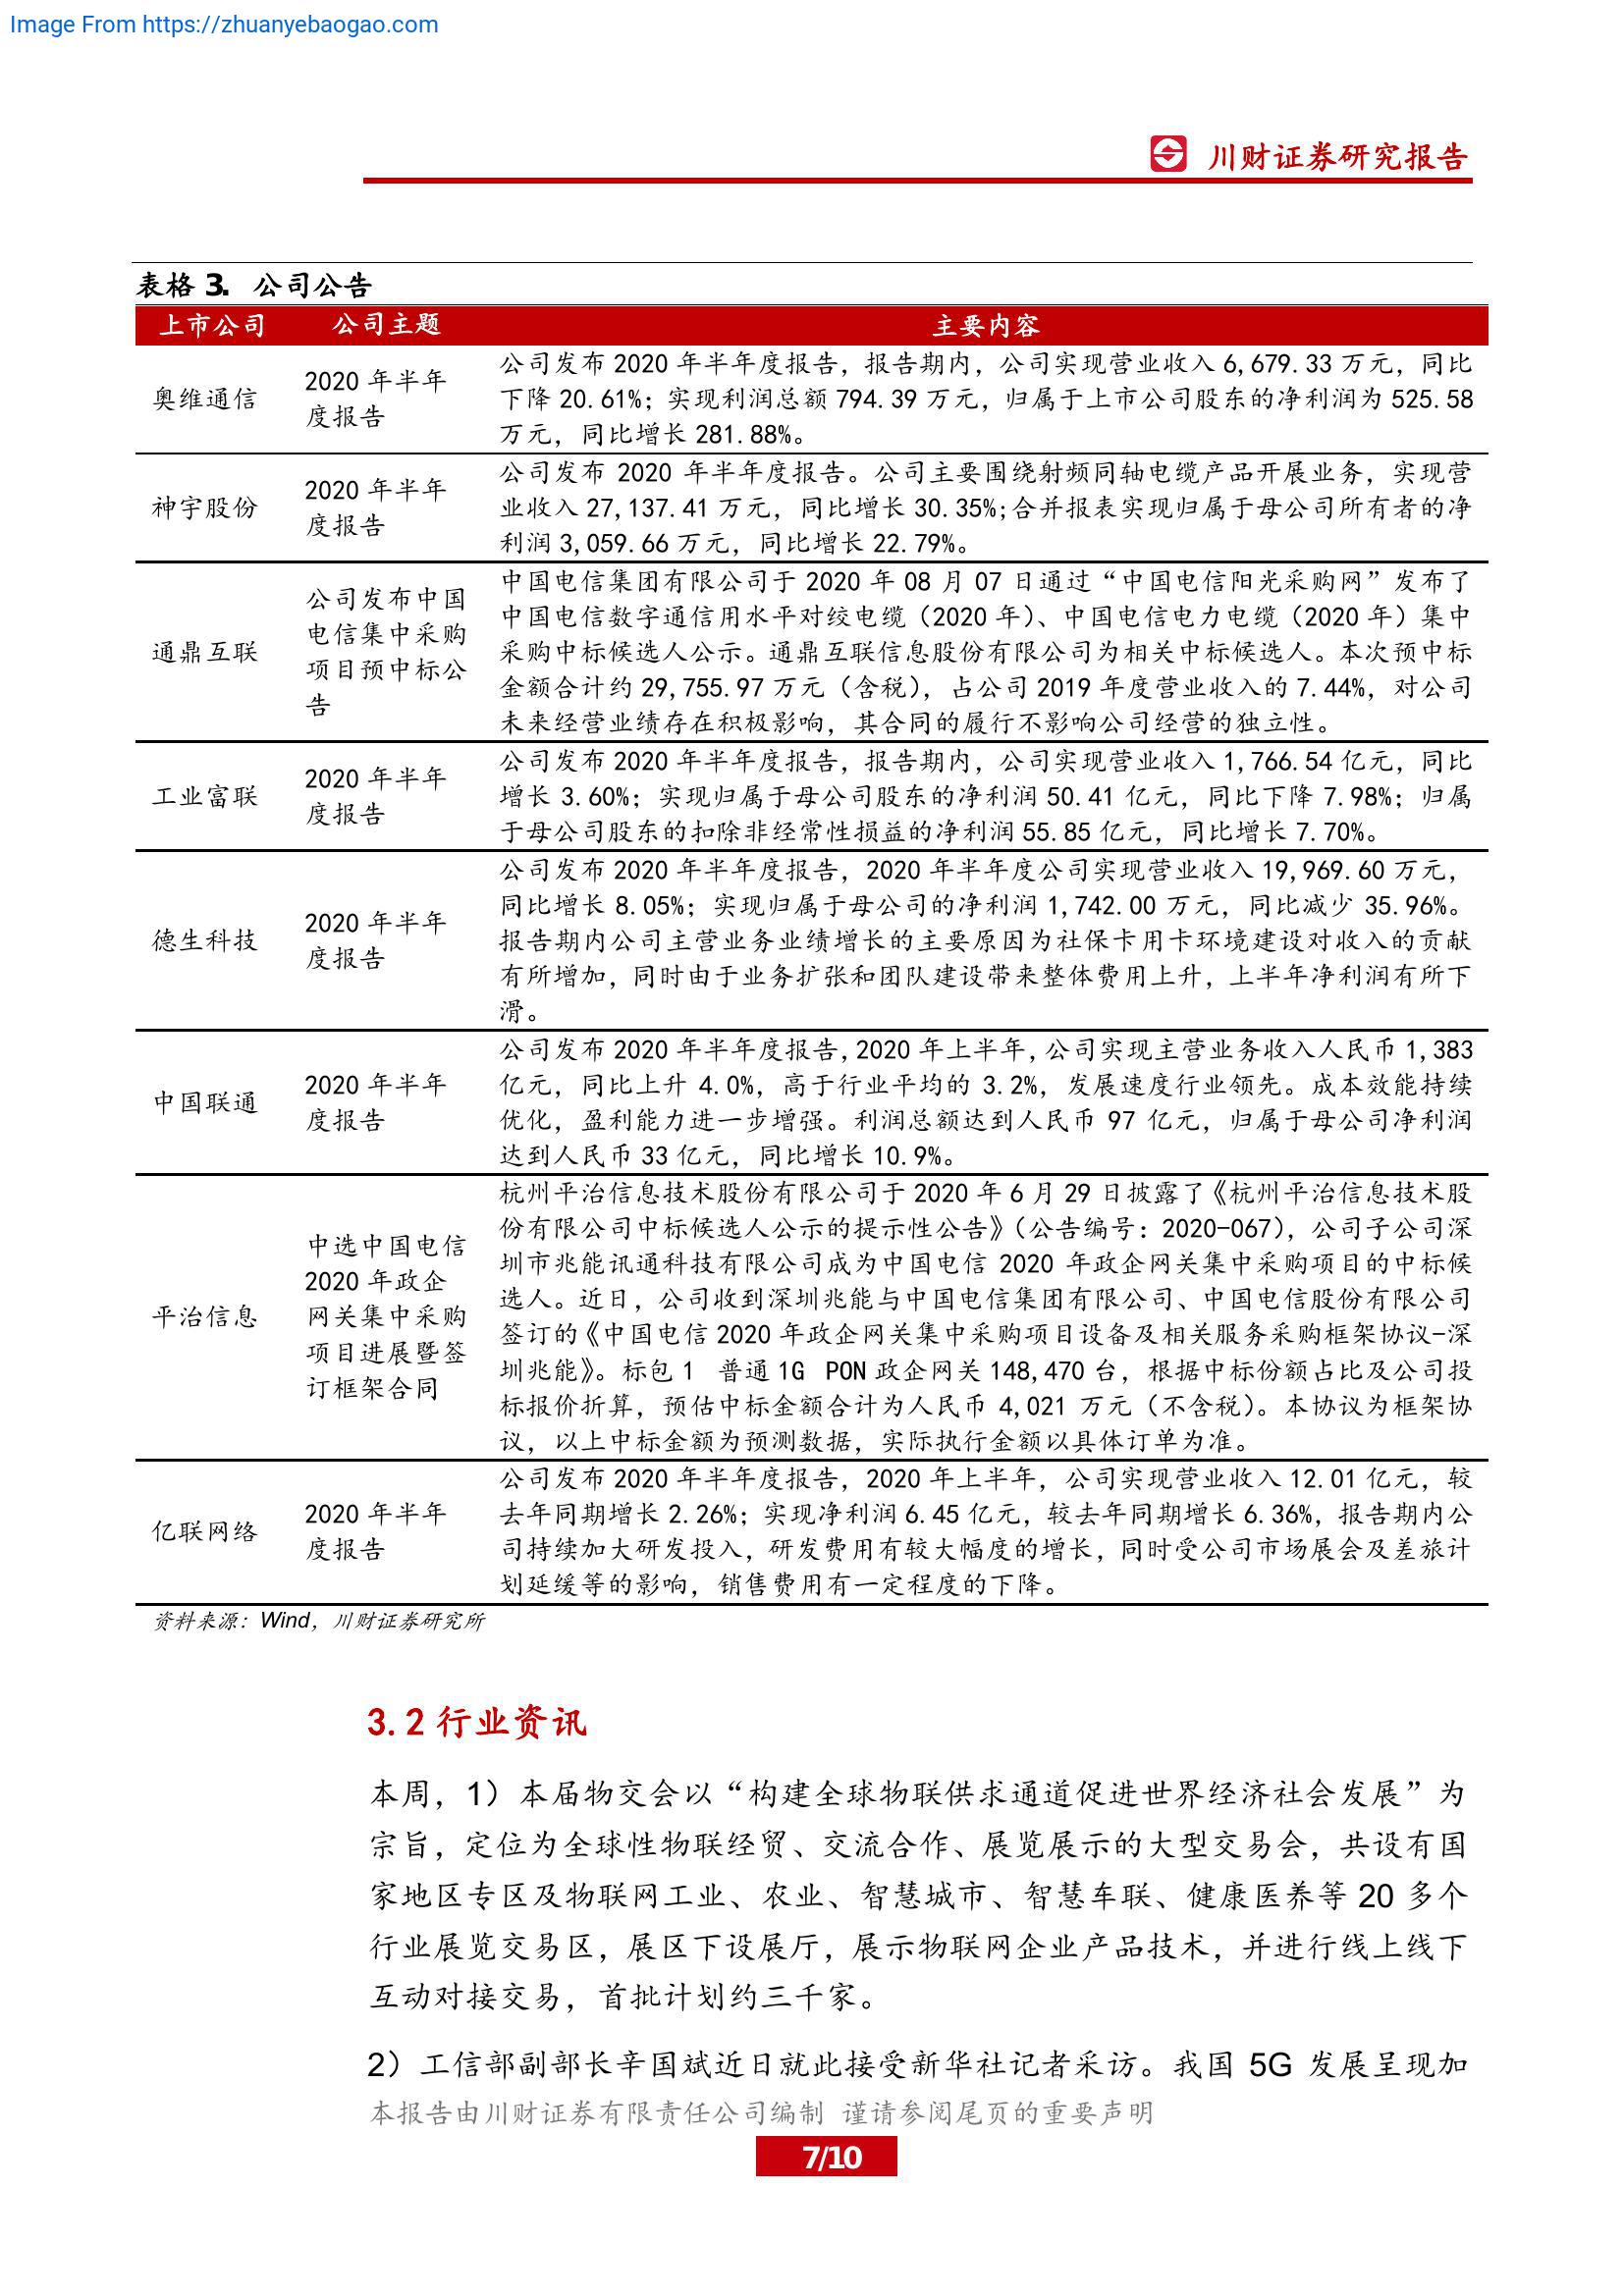 Image From https://zhuanyebaogao.com
川财证券研究报告
表格 3. 公司公告
上市公司 公司主题 主要内容
奥维通信
2020 年半年
度报告
公司发布 2020 年半年度报告，报告期内，公司实现营业收入 6,679.33 万元，同比
下降 20.61%；实现利润总额 794.39 万元，归属于上市公司股东的净利润为 525.58
万元，同比增长 281.88%。
神宇股份
2020 年半年
度报告
公司发布 2020 年半年度报告。公司主要围绕射频同轴电缆产品开展业务，实现营
业收入 27,137.41 万元，同比增长 30.35%;合并报表实现归属于母公司所有者的净
利润 3,059.66 万元，同比增长 22.79%。
通鼎互联
公司发布中国
电信集中采购
项目预中标公
告
中国电信集团有限公司于 2020 年 08 月 07 日通过“中国电信阳光采购网”发布了
中国电信数字通信用水平对绞电缆（2020 年）、中国电信电力电缆（2020 年）集中
采购中标候选人公示。通鼎互联信息股份有限公司为相关中标候选人。本次预中标
金额合计约 29,755.97 万元（含税），占公司 2019 年度营业收入的 7.44%，对公司
未来经营业绩存在积极影响，其合同的履行不影响公司经营的独立性。
工业富联
2020 年半年
度报告
公司发布 2020 年半年度报告，报告期内，公司实现营业收入 1,766.54 亿元，同比
增长 3.60%；实现归属于母公司股东的净利润 50.41 亿元，同比下降 7.98%；归属
于母公司股东的扣除非经常性损益的净利润 55.85 亿元，同比增长 7.70%。
德生科技
2020 年半年
度报告
公司发布 2020 年半年度报告，2020 年半年度公司实现营业收入 19,969.60 万元，
同比增长 8.05%；实现归属于母公司的净利润 1,742.00 万元，同比减少 35.96%。
报告期内公司主营业务业绩增长的主要原因为社保卡用卡环境建设对收入的贡献
有所增加，同时由于业务扩张和团队建设带来整体费用上升，上半年净利润有所下
滑。
中国联通
2020 年半年
度报告
公司发布 2020 年半年度报告,2020 年上半年,公司实现主营业务收入人民币 1,383
亿元，同比上升 4.0%，高于行业平均的 3.2%，发展速度行业领先。成本效能持续
优化，盈利能力进一步增强。利润总额达到人民币 97 亿元，归属于母公司净利润
达到人民币 33 亿元，同比增长 10.9%。
平治信息
中选中国电信
2020 年政企
网关集中采购
项目进展暨签
订框架合同
杭州平治信息技术股份有限公司于 2020 年 6 月 29 日披露了《杭州平治信息技术股
份有限公司中标候选人公示的提示性公告》（公告编号：2020-067），公司子公司深
圳市兆能讯通科技有限公司成为中国电信 2020 年政企网关集中采购项目的中标候
选人。近日，公司收到深圳兆能与中国电信集团有限公司、中国电信股份有限公司
签订的《中国电信 2020 年政企网关集中采购项目设备及相关服务采购框架协议-深
圳兆能》。标包 1 普通 1G PON 政企网关 148,470 台，根据中标份额占比及公司投
标报价折算，预估中标金额合计为人民币 4,021 万元（不含税）。本协议为框架协
议，以上中标金额为预测数据，实际执行金额以具体订单为准。
亿联网络
2020 年半年
度报告
公司发布 2020 年半年度报告，2020 年上半年，公司实现营业收入 12.01 亿元，较
去年同期增长 2.26%；实现净利润 6.45 亿元，较去年同期增长 6.36%，报告期内公
司持续加大研发投入，研发费用有较大幅度的增长，同时受公司市场展会及差旅计
划延缓等的影响，销售费用有一定程度的下降。
资料来源：Wind，川财证券研究所
3.2 行业资讯
本周，1）本届物交会以“构建全球物联供求通道促进世界经济社会发展”为
宗旨，定位为全球性物联经贸、交流合作、展览展示的大型交易会，共设有国
家地区专区及物联网工业、农业、智慧城市、智慧车联、健康医养等 20 多个
行业展览交易区，展区下设展厅，展示物联网企业产品技术，并进行线上线下
互动对接交易，首批计划约三千家。
2）工信部副部长辛国斌近日就此接受新华社记者采访。我国 5G 发展呈现加
本报告由川财证券有限责任公司编制 谨请参阅尾页的重要声明
7/10